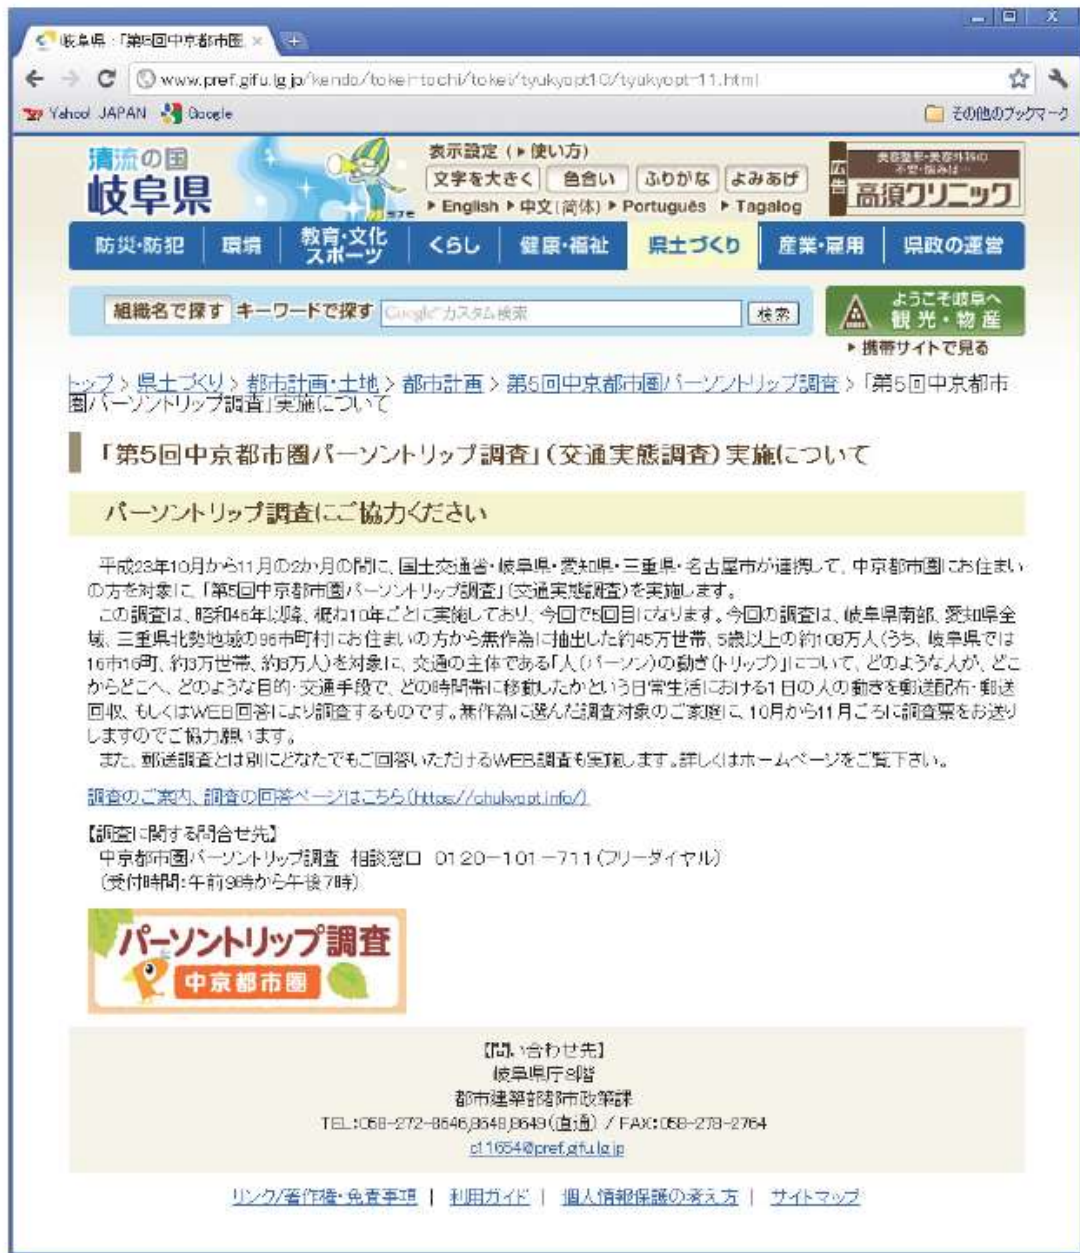 岐阜県：「第5回中京都市圏
www.pref.gifu.lg.jp/kendo/tokei-tochi/tokei/tyukyopt10/tyukyopt-11.html
Yahoo! JAPAN Google その他のブックマーク
清流の国
岐阜県
表示設定 (▶使い方)
文字を大きく 色合い ふりがな よみあげ
▶English ▶中文(简体) ▶Português ▶Tagalog
広告
美容整形・美容外科の
高須クリニック
防災・防犯 環境 教育・文化 スポーツ くらし 健康・福祉 県土づくり 産業・雇用 県政の運営
組織名で探す キーワードで探す Google カスタム検索 検索
ようこそ岐阜へ
観光・物産
▶携帯サイトで見る
トップ > 県土づくり > 都市計画・土地 > 都市計画 > 第5回中京都市圏パーソントリップ調査 > 「第5回中京都市
圏パーソントリップ調査」実施について
「第5回中京都市圏パーソントリップ調査」（交通実態調査）実施について
パーソントリップ調査にご協力ください
平成23年10月から11月の2か月の間に、国土交通省・岐阜県・愛知県・三重県・名古屋市が連携して、中京都市圏にお住まい
の方を対象に、「第5回中京都市圏パーソントリップ調査」（交通実態調査）を実施します。
この調査は、昭和46年以降、概ね10年ごとに実施しており、今回で5回目になります。今回の調査は、岐阜県南部、愛知県全
域、三重県北勢地域の96市町村にお住まいの方から無作為に抽出した約45万世帯、5歳以上の約108万人（うち、岐阜県では
16市16町、約3万世帯、約8万人）を対象に、交通の主体である「人（パーソン）の動き（トリップ）」について、どのような人が、どこ
からどこへ、どのような目的・交通手段で、どの時間帯に移動したかという日常生活における1日の人の動きを郵送配布・郵送
回収、もしくはWEB回答により調査するものです。無作為に選んだ調査対象のご家庭に、10月から11月ごろに調査票をお送り
しますのでご協力願います。
また、郵送調査とは別にどなたでもご回答いただけるWEB調査も実施します。詳しくはホームページをご覧下さい。
調査のご案内、調査の回答ページはこちら（https://chukyopt.info/）
【調査に関する問合せ先】
中京都市圏パーソントリップ調査 相談窓口 0120－101－711（フリーダイヤル）
（受付時間：午前9時から午後7時）
パーソントリップ調査
中京都市圏
【問い合わせ先】
岐阜県庁8階
都市建築部都市政策課
TEL:058-272-8646,8648,8649（直通） / FAX:058-278-2764
c11654@pref.gifu.lg.jp
リンク/著作権・免責事項 | 利用ガイド | 個人情報保護の考え方 | サイトマップ